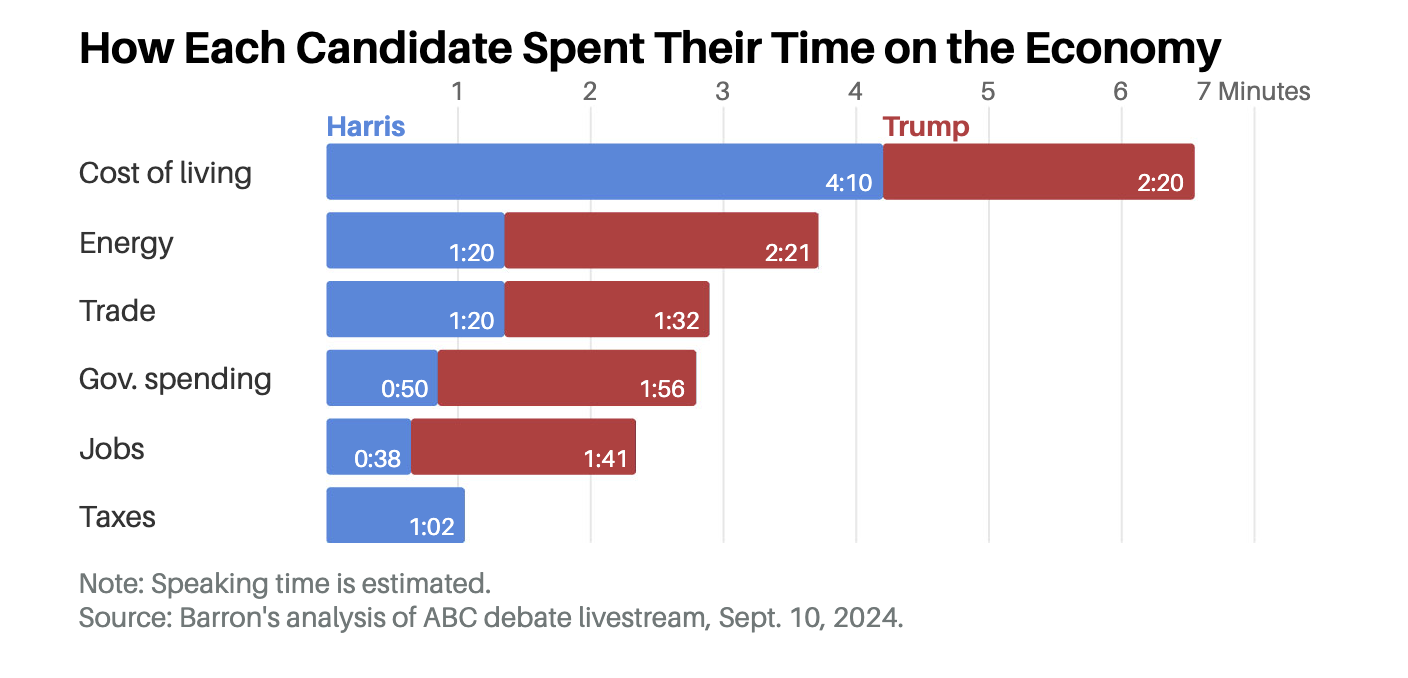 How Each Candidate Spent Their Time on the Economy
1 2 3 4 5 6 7 Minutes
Harris Trump
Cost of living 4:10 2:20
Energy 1:20 2:21
Trade 1:20 1:32
Gov. spending 0:50 1:56
Jobs 0:38 1:41
Taxes 1:02
Note: Speaking time is estimated.
Source: Barron's analysis of ABC debate livestream, Sept. 10, 2024.